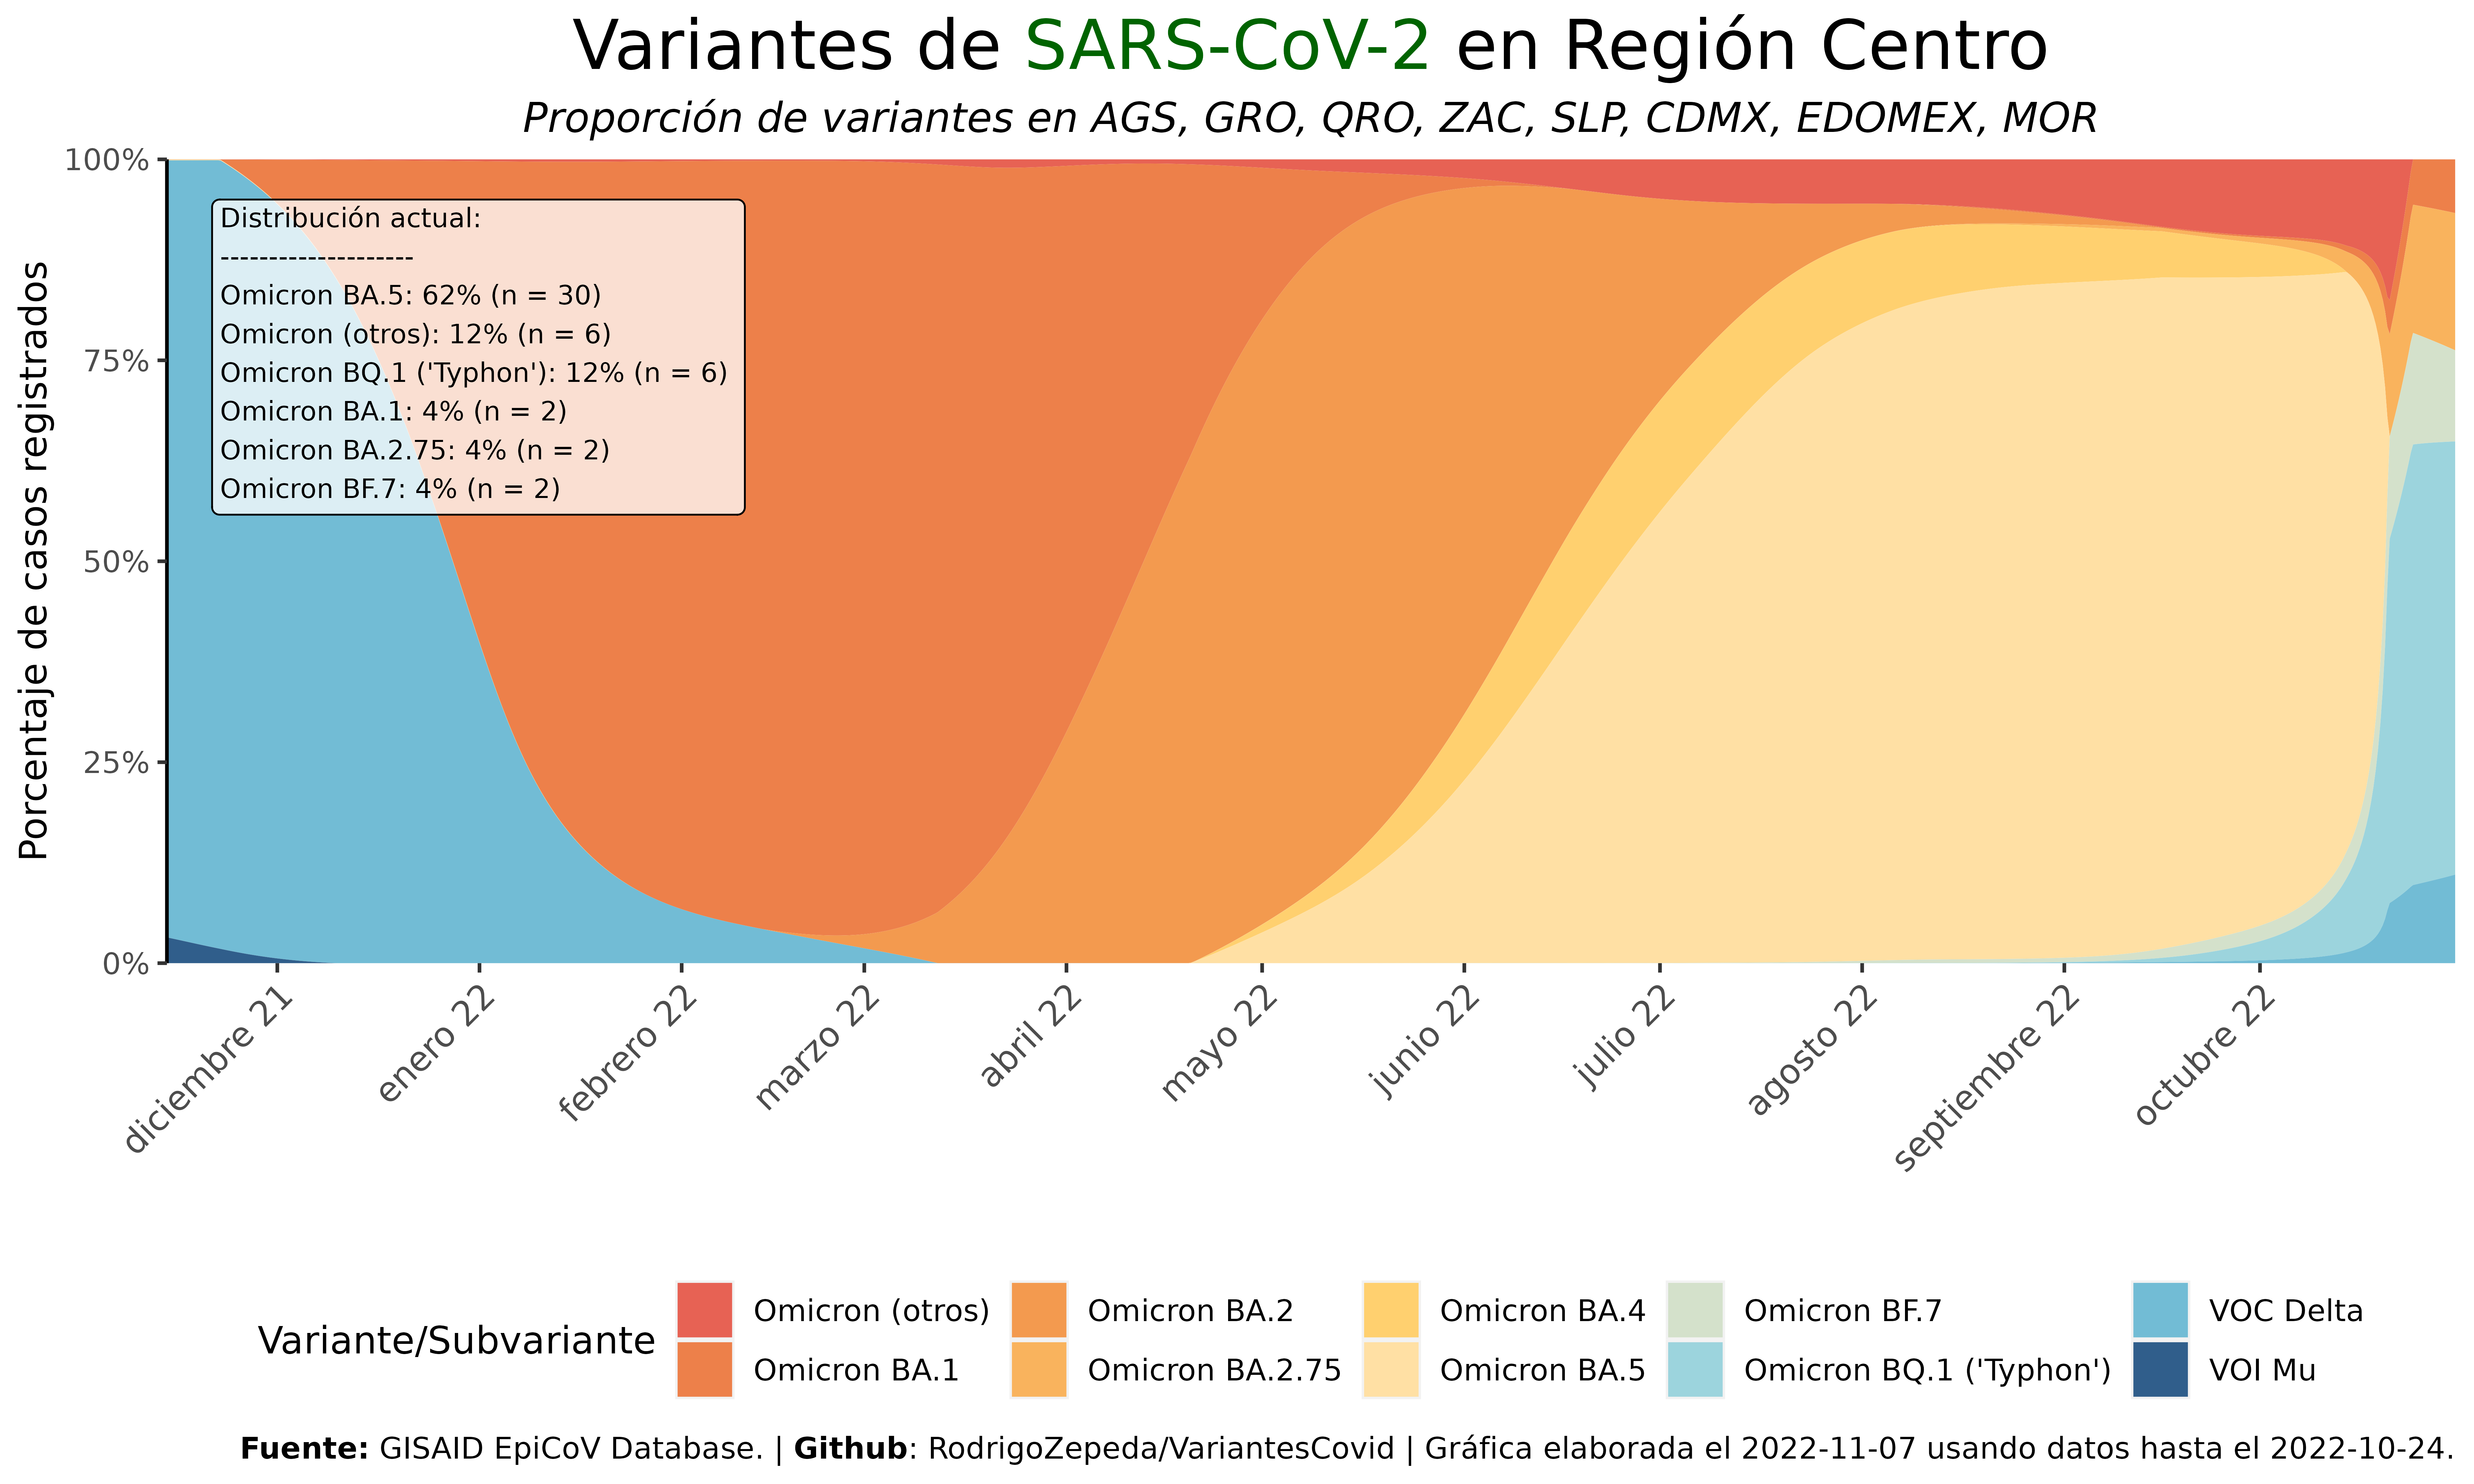 Variantes de SARS-CoV-2 en Región Centro
Proporción de variantes en AGS, GRO, QRO, ZAC, SLP, CDMX, EDOMEX, MOR
Porcentaje de casos registrados
100%
75%
50%
25%
0%
Distribución actual:
--------------------
Omicron BA.5: 62% (n = 30)
Omicron (otros): 12% (n = 6)
Omicron BQ.1 ('Typhon'): 12% (n = 6)
Omicron BA.1: 4% (n = 2)
Omicron BA.2.75: 4% (n = 2)
Omicron BF.7: 4% (n = 2)
diciembre 21
enero 22
febrero 22
marzo 22
abril 22
mayo 22
junio 22
julio 22
agosto 22
septiembre 22
octubre 22
Variante/Subvariante
Omicron (otros)
Omicron BA.1
Omicron BA.2
Omicron BA.2.75
Omicron BA.4
Omicron BA.5
Omicron BF.7
Omicron BQ.1 ('Typhon')
VOC Delta
VOI Mu
Fuente: GISAID EpiCoV Database. | Github: RodrigoZepeda/VariantesCovid | Gráfica elaborada el 2022-11-07 usando datos hasta el 2022-10-24.